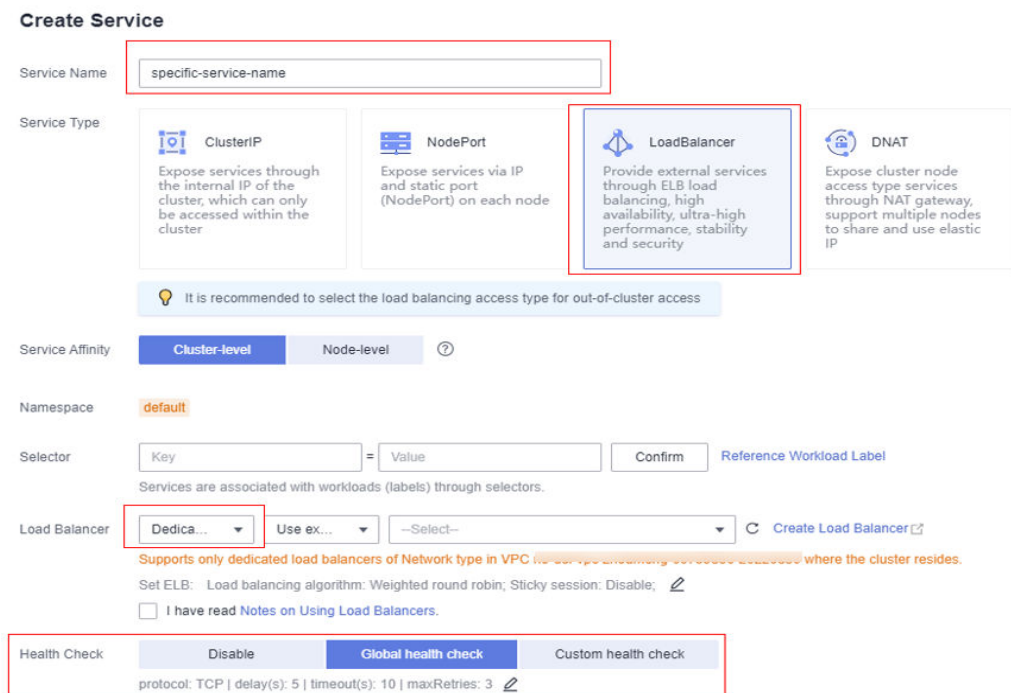 Create Service
Service Name
specific-service-name
Service Type
ClusterIP
Expose services through
the internal IP of the
cluster, which can only
be accessed within the
cluster
NodePort
Expose services via IP
and static port
(NodePort) on each node
LoadBalancer
Provide external services
through ELB load
balancing, high
availability, ultra-high
performance, stability
and security
DNAT
Expose cluster node
access type services
through NAT gateway,
support multiple nodes
to share and use elastic
IP
It is recommended to select the load balancing access type for out-of-cluster access
Service Affinity
Cluster-level
Node-level
Namespace
default
Selector
Key
=
Value
Confirm
Reference Workload Label
Services are associated with workloads (labels) through selectors.
Load Balancer
Dedica...
Use ex...
--Select--
Create Load Balancer
Supports only dedicated load balancers of Network type in VPC where the cluster resides.
Set ELB: Load balancing algorithm: Weighted round robin; Sticky session: Disable;
I have read Notes on Using Load Balancers.
Health Check
Disable
Global health check
Custom health check
protocol: TCP | delay(s): 5 | timeout(s): 10 | maxRetries: 3